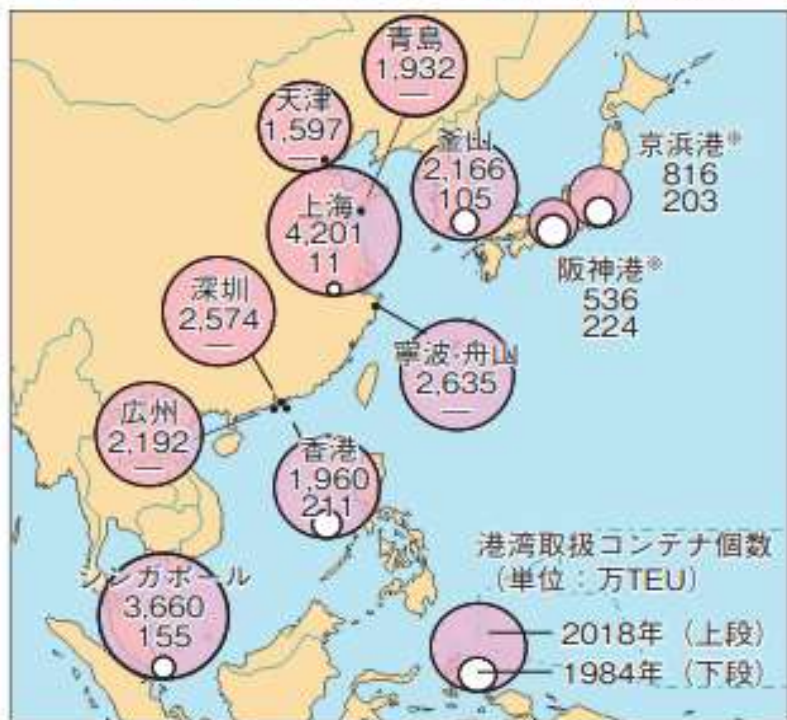 青島
1,932
—
天津
1,597
—
釜山
2,166
105
京浜港※
816
203
上海
4,201
11
阪神港※
536
224
深圳
2,574
—
寧波・舟山
2,635
—
広州
2,192
—
香港
1,960
211
シンガポール
3,660
155
港湾取扱コンテナ個数
（単位：万TEU）
2018年（上段）
1984年（下段）